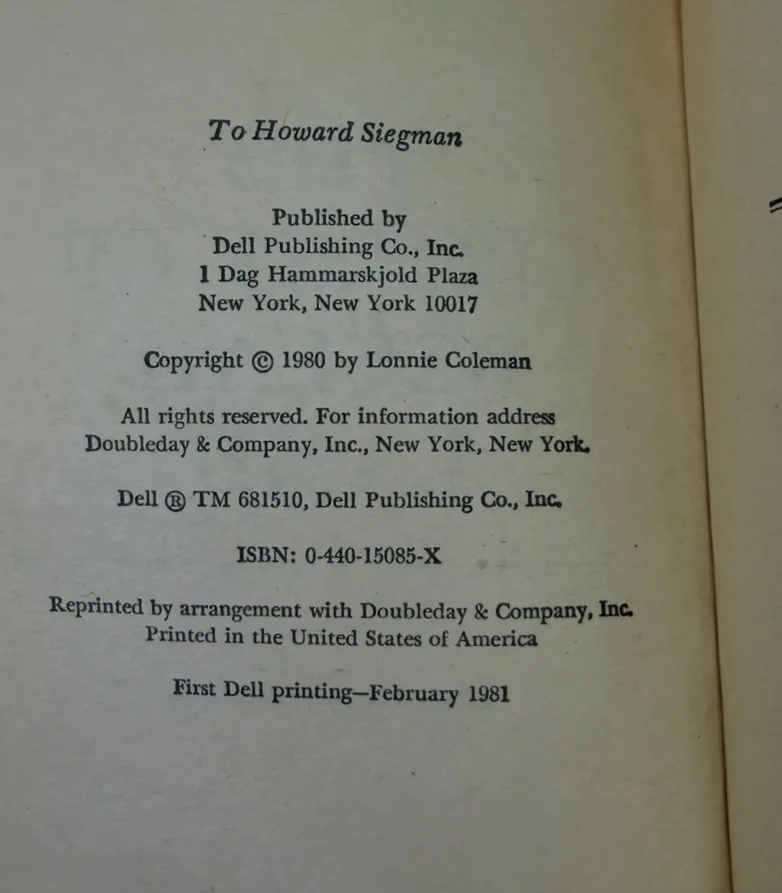 To Howard Siegman
Published by
Dell Publishing Co., Inc.
1 Dag Hammarskjold Plaza
New York, New York 10017
Copyright © 1980 by Lonnie Coleman
All rights reserved. For information address
Doubleday & Company, Inc., New York, New York.
Dell ® TM 681510, Dell Publishing Co., Inc.
ISBN: 0-440-15085-X
Reprinted by arrangement with Doubleday & Company, Inc.
Printed in the United States of America
First Dell printing—February 1981